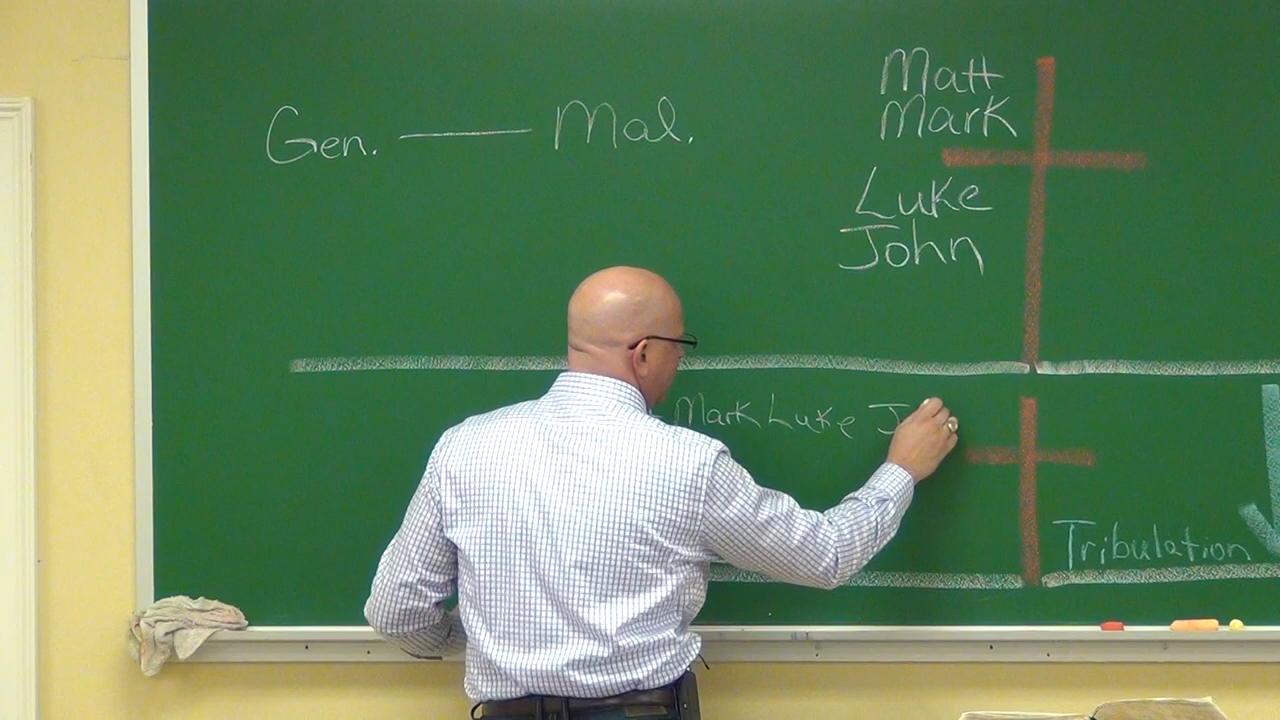 Gen. — Mal.
Matt
Mark
Luke
John
Mark Luke J
Tribulation